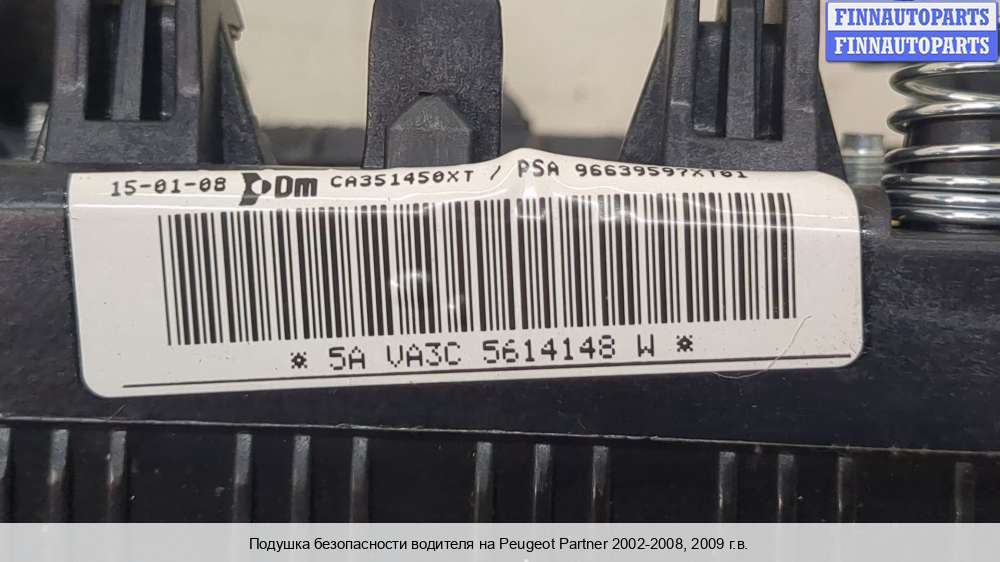 FINNAUTOPARTS
FINNAUTOPARTS
15-01-08 Dm CA351450XT / PSA 96639597XT01
* 5A VA3C 5614148 W *
Подушка безопасности водителя на Peugeot Partner 2002-2008, 2009 г.в.